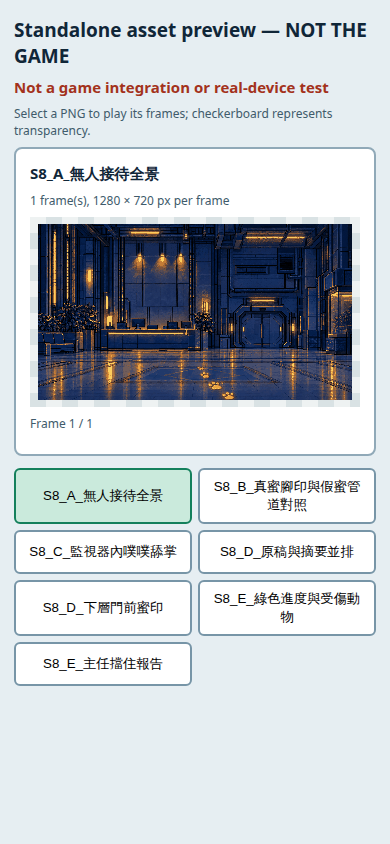 Standalone asset preview — NOT THE
GAME
Not a game integration or real-device test
Select a PNG to play its frames; checkerboard represents
transparency.
S8_A_無人接待全景
1 frame(s), 1280 × 720 px per frame
Frame 1 / 1
S8_A_無人接待全景
S8_B_真蜜腳印與假蜜管
道對照
S8_C_監視器內噗噗舔掌
S8_D_原稿與摘要並排
S8_D_下層門前蜜印
S8_E_綠色進度與受傷動
物
S8_E_主任擋住報告